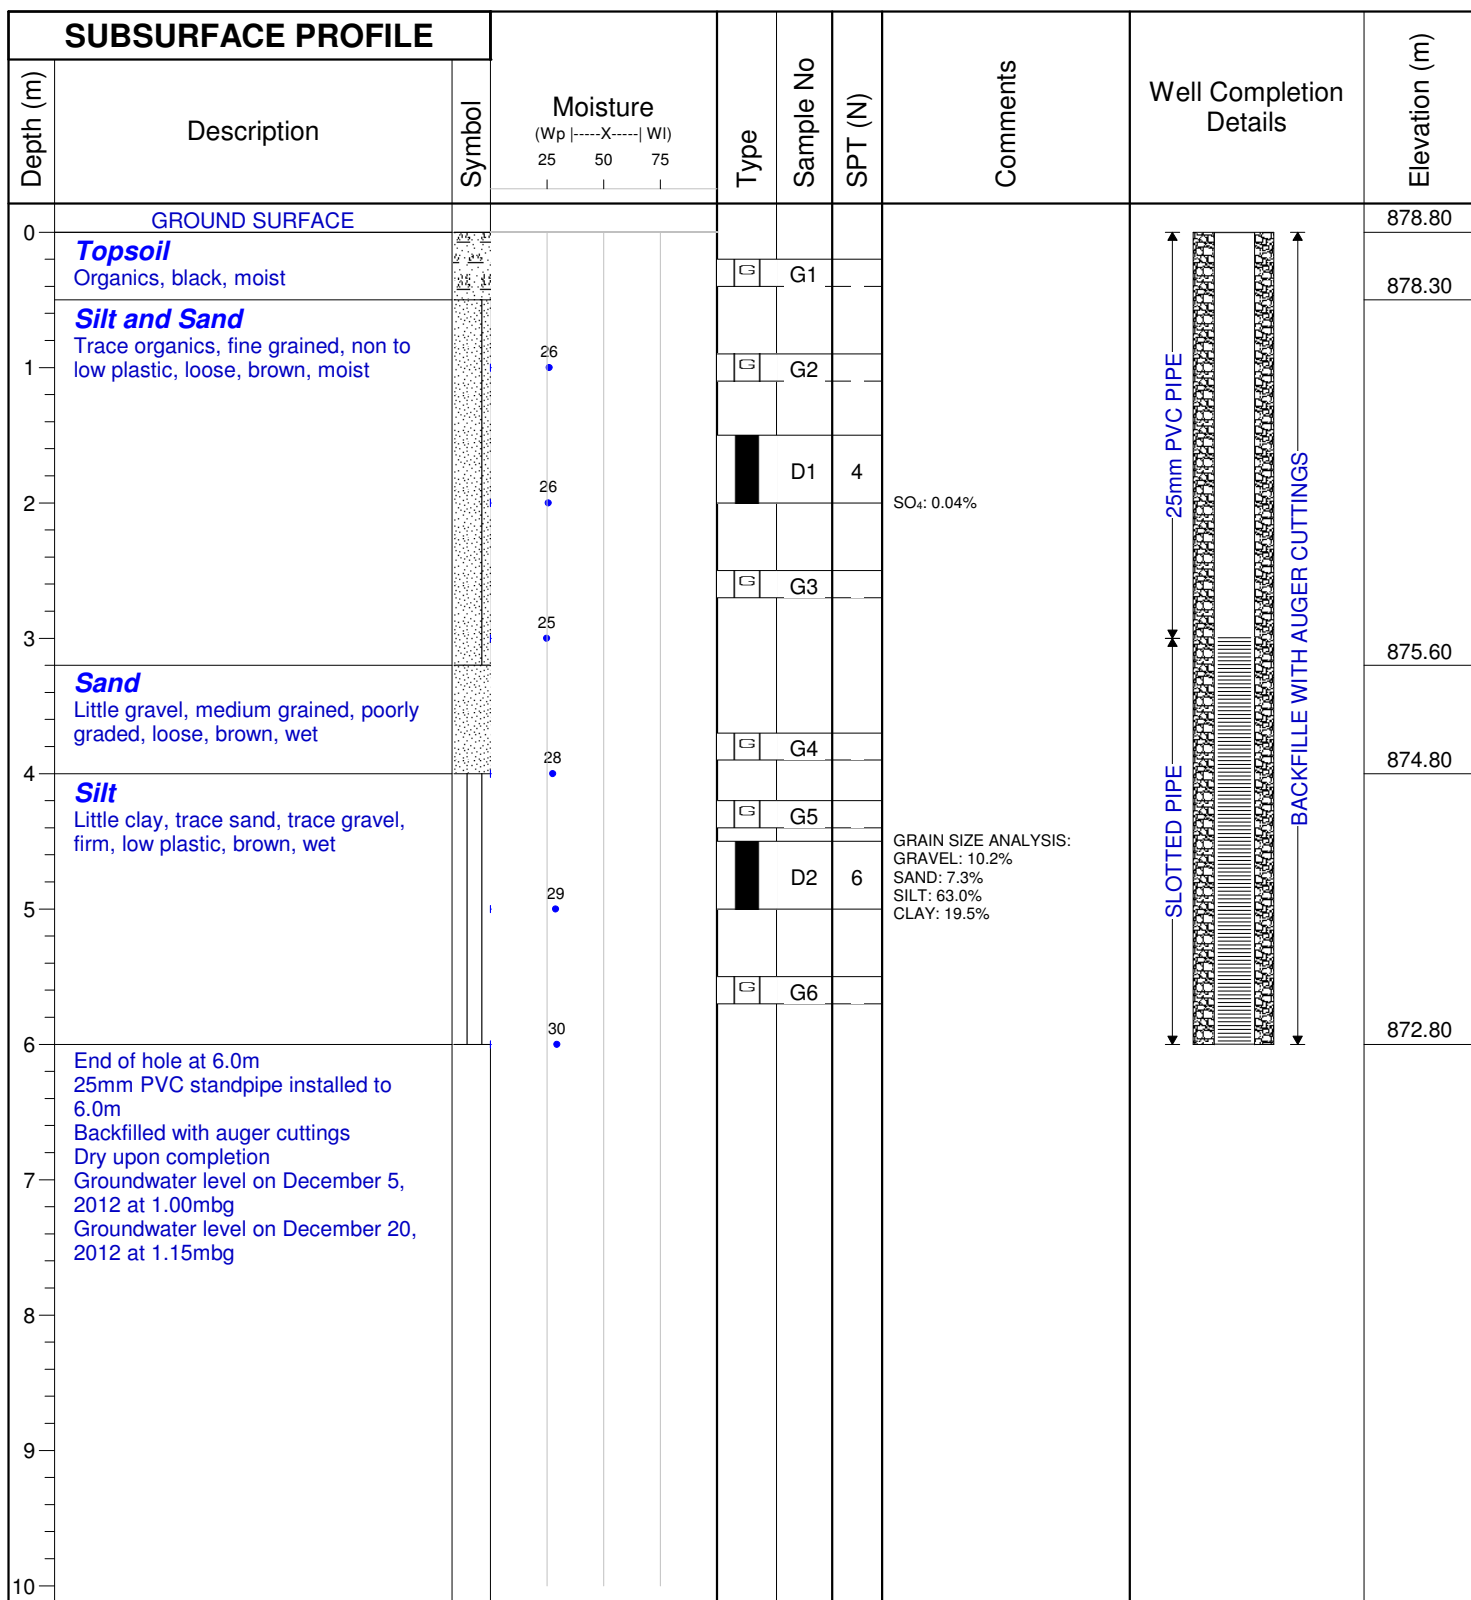 SUBSURFACE PROFILE
Depth (m)
Description
Symbol
Moisture
(Wp |-----X-----| Wl)
25 50 75
Type
Sample No
SPT (N)
Comments
Well Completion
Details
Elevation (m)
GROUND SURFACE
878.80
0
Topsoil
Organics, black, moist
G G1
878.30
Silt and Sand
Trace organics, fine grained, non to
low plastic, loose, brown, moist
26
1
G G2
D1 4
26
2
SO₄: 0.04%
G G3
25
3
875.60
Sand
Little gravel, medium grained, poorly
graded, loose, brown, wet
G G4
28
4
874.80
Silt
Little clay, trace sand, trace gravel,
firm, low plastic, brown, wet
G G5
GRAIN SIZE ANALYSIS:
GRAVEL: 10.2%
SAND: 7.3%
SILT: 63.0%
CLAY: 19.5%
D2 6
29
5
G G6
30
6
872.80
25mm PVC PIPE
SLOTTED PIPE
BACKFILLE WITH AUGER CUTTINGS
End of hole at 6.0m
25mm PVC standpipe installed to
6.0m
Backfilled with auger cuttings
Dry upon completion
Groundwater level on December 5,
2012 at 1.00mbg
Groundwater level on December 20,
2012 at 1.15mbg
7
8
9
10